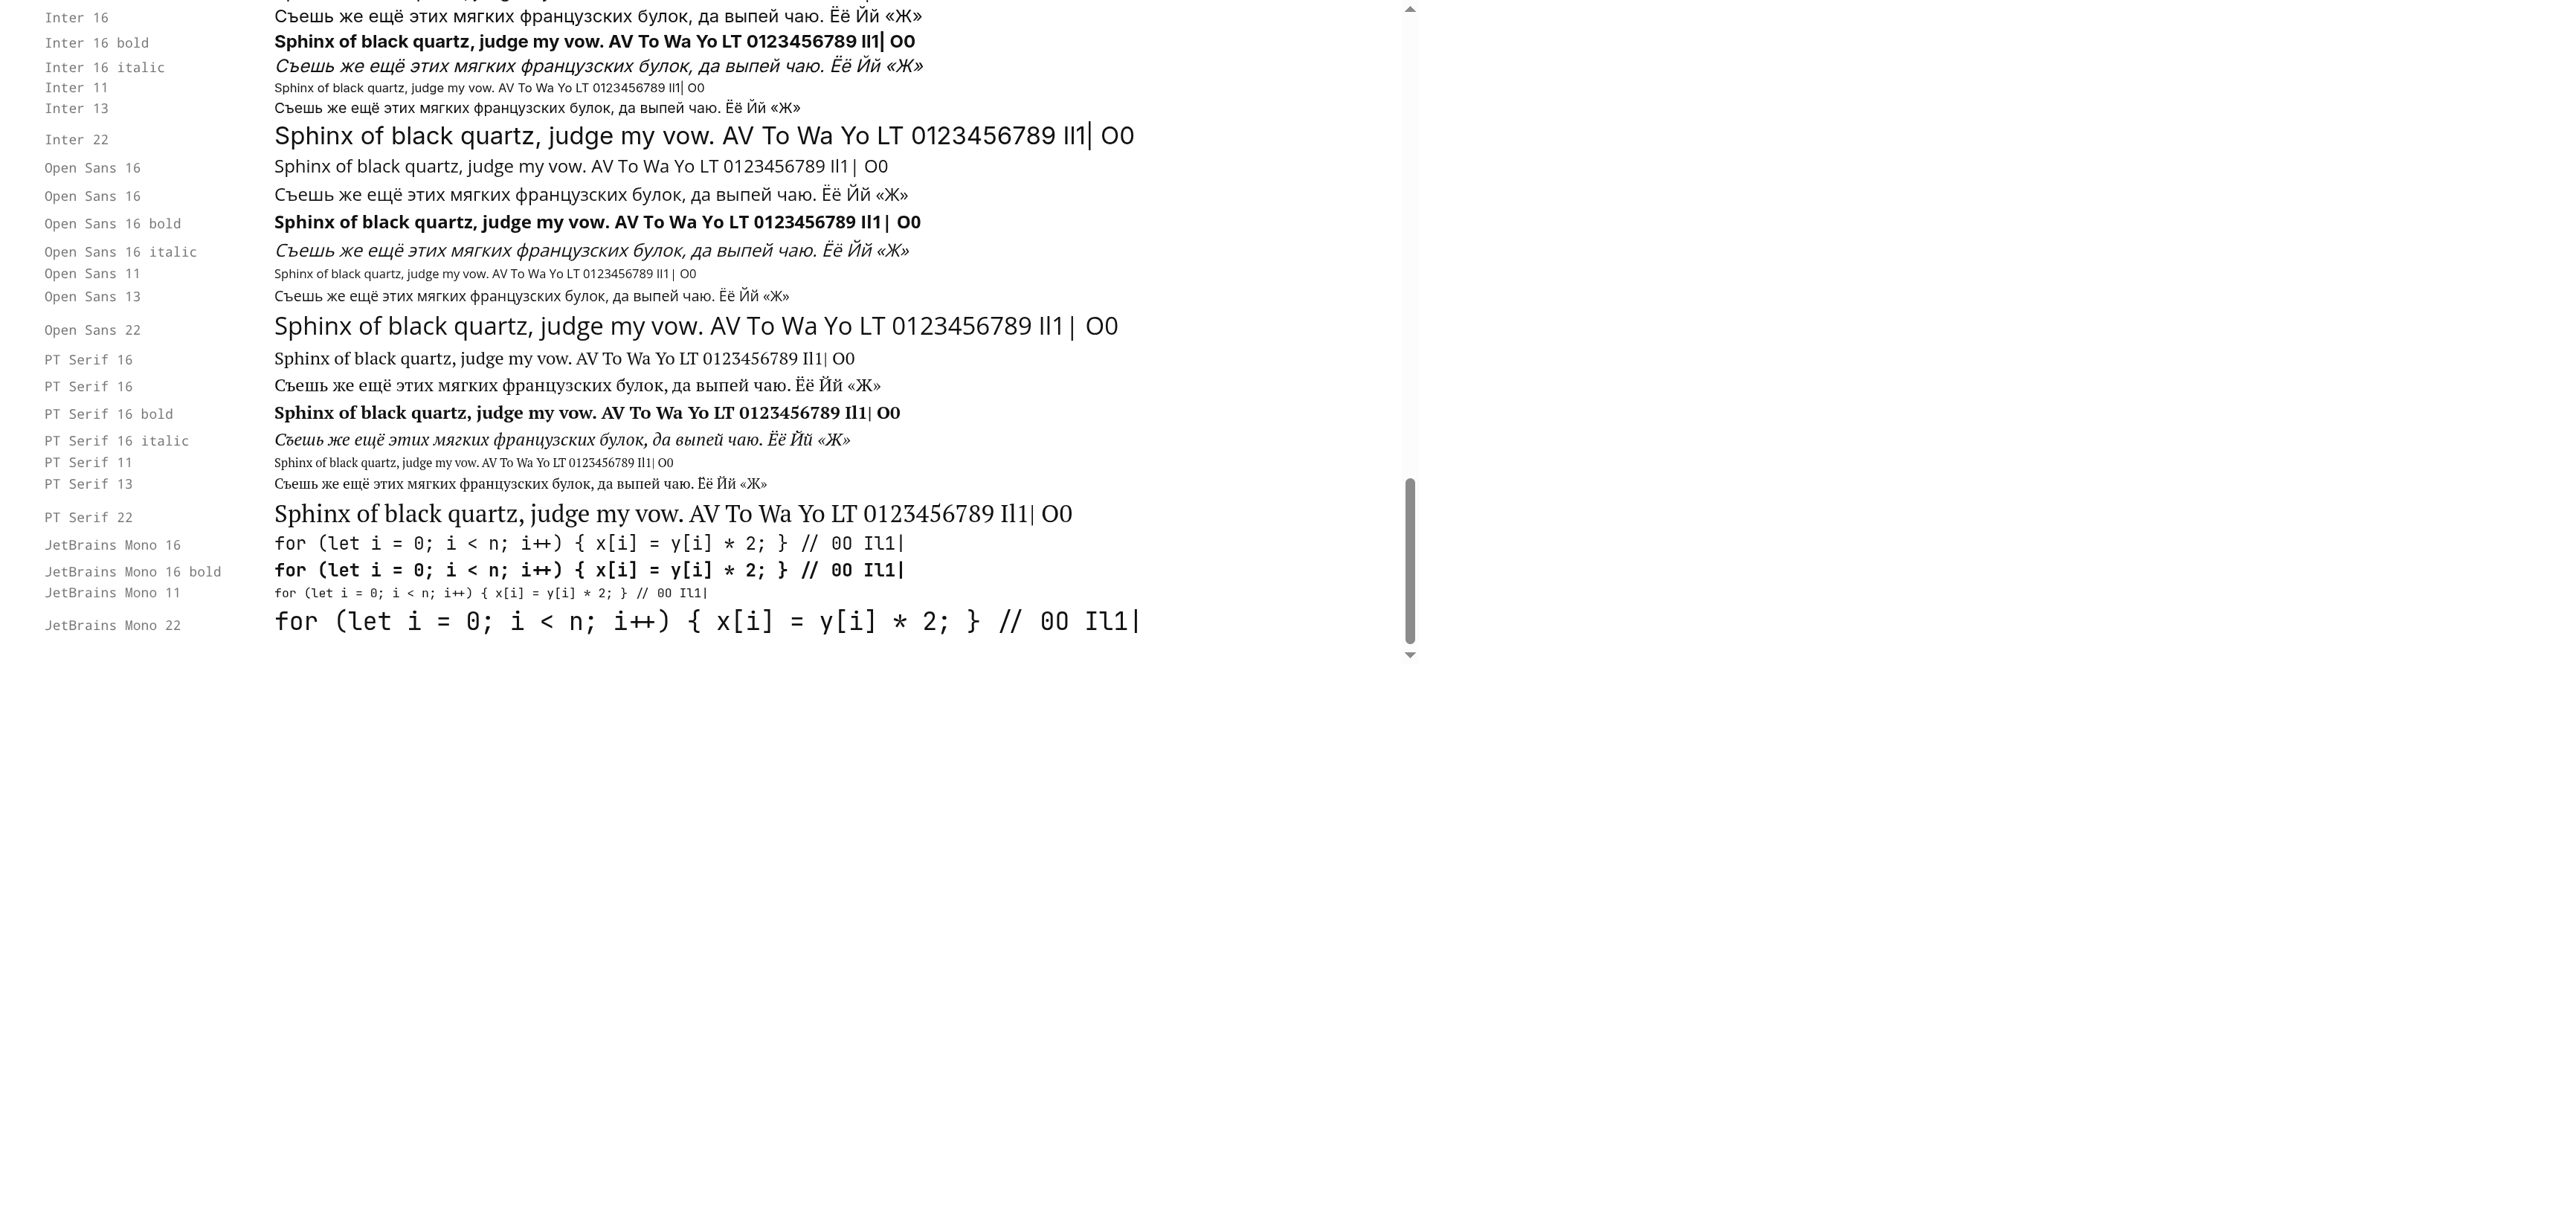 Inter 16 Съешь же ещё этих мягких французских булок, да выпей чаю. Ёё Йй «Ж»
Inter 16 bold Sphinx of black quartz, judge my vow. AV To Wa Yo LT 0123456789 Il1| O0
Inter 16 italic Съешь же ещё этих мягких французских булок, да выпей чаю. Ёё Йй «Ж»
Inter 11 Sphinx of black quartz, judge my vow. AV To Wa Yo LT 0123456789 Il1| O0
Inter 13 Съешь же ещё этих мягких французских булок, да выпей чаю. Ёё Йй «Ж»
Inter 22 Sphinx of black quartz, judge my vow. AV To Wa Yo LT 0123456789 Il1| O0
Open Sans 16 Sphinx of black quartz, judge my vow. AV To Wa Yo LT 0123456789 Il1| O0
Open Sans 16 Съешь же ещё этих мягких французских булок, да выпей чаю. Ёё Йй «Ж»
Open Sans 16 bold Sphinx of black quartz, judge my vow. AV To Wa Yo LT 0123456789 Il1| O0
Open Sans 16 italic Съешь же ещё этих мягких французских булок, да выпей чаю. Ёё Йй «Ж»
Open Sans 11 Sphinx of black quartz, judge my vow. AV To Wa Yo LT 0123456789 Il1| O0
Open Sans 13 Съешь же ещё этих мягких французских булок, да выпей чаю. Ёё Йй «Ж»
Open Sans 22 Sphinx of black quartz, judge my vow. AV To Wa Yo LT 0123456789 Il1| O0
PT Serif 16 Sphinx of black quartz, judge my vow. AV To Wa Yo LT 0123456789 Il1| O0
PT Serif 16 Съешь же ещё этих мягких французских булок, да выпей чаю. Ёё Йй «Ж»
PT Serif 16 bold Sphinx of black quartz, judge my vow. AV To Wa Yo LT 0123456789 Il1| O0
PT Serif 16 italic Съешь же ещё этих мягких французских булок, да выпей чаю. Ёё Йй «Ж»
PT Serif 11 Sphinx of black quartz, judge my vow. AV To Wa Yo LT 0123456789 Il1| O0
PT Serif 13 Съешь же ещё этих мягких французских булок, да выпей чаю. Ёё Йй «Ж»
PT Serif 22 Sphinx of black quartz, judge my vow. AV To Wa Yo LT 0123456789 Il1| O0
JetBrains Mono 16 for (let i = 0; i < n; i++) { x[i] = y[i] * 2; } // 0O Il1|
JetBrains Mono 16 bold for (let i = 0; i < n; i++) { x[i] = y[i] * 2; } // 0O Il1|
JetBrains Mono 11 for (let i = 0; i < n; i++) { x[i] = y[i] * 2; } // 0O Il1|
JetBrains Mono 22 for (let i = 0; i < n; i++) { x[i] = y[i] * 2; } // 0O Il1|